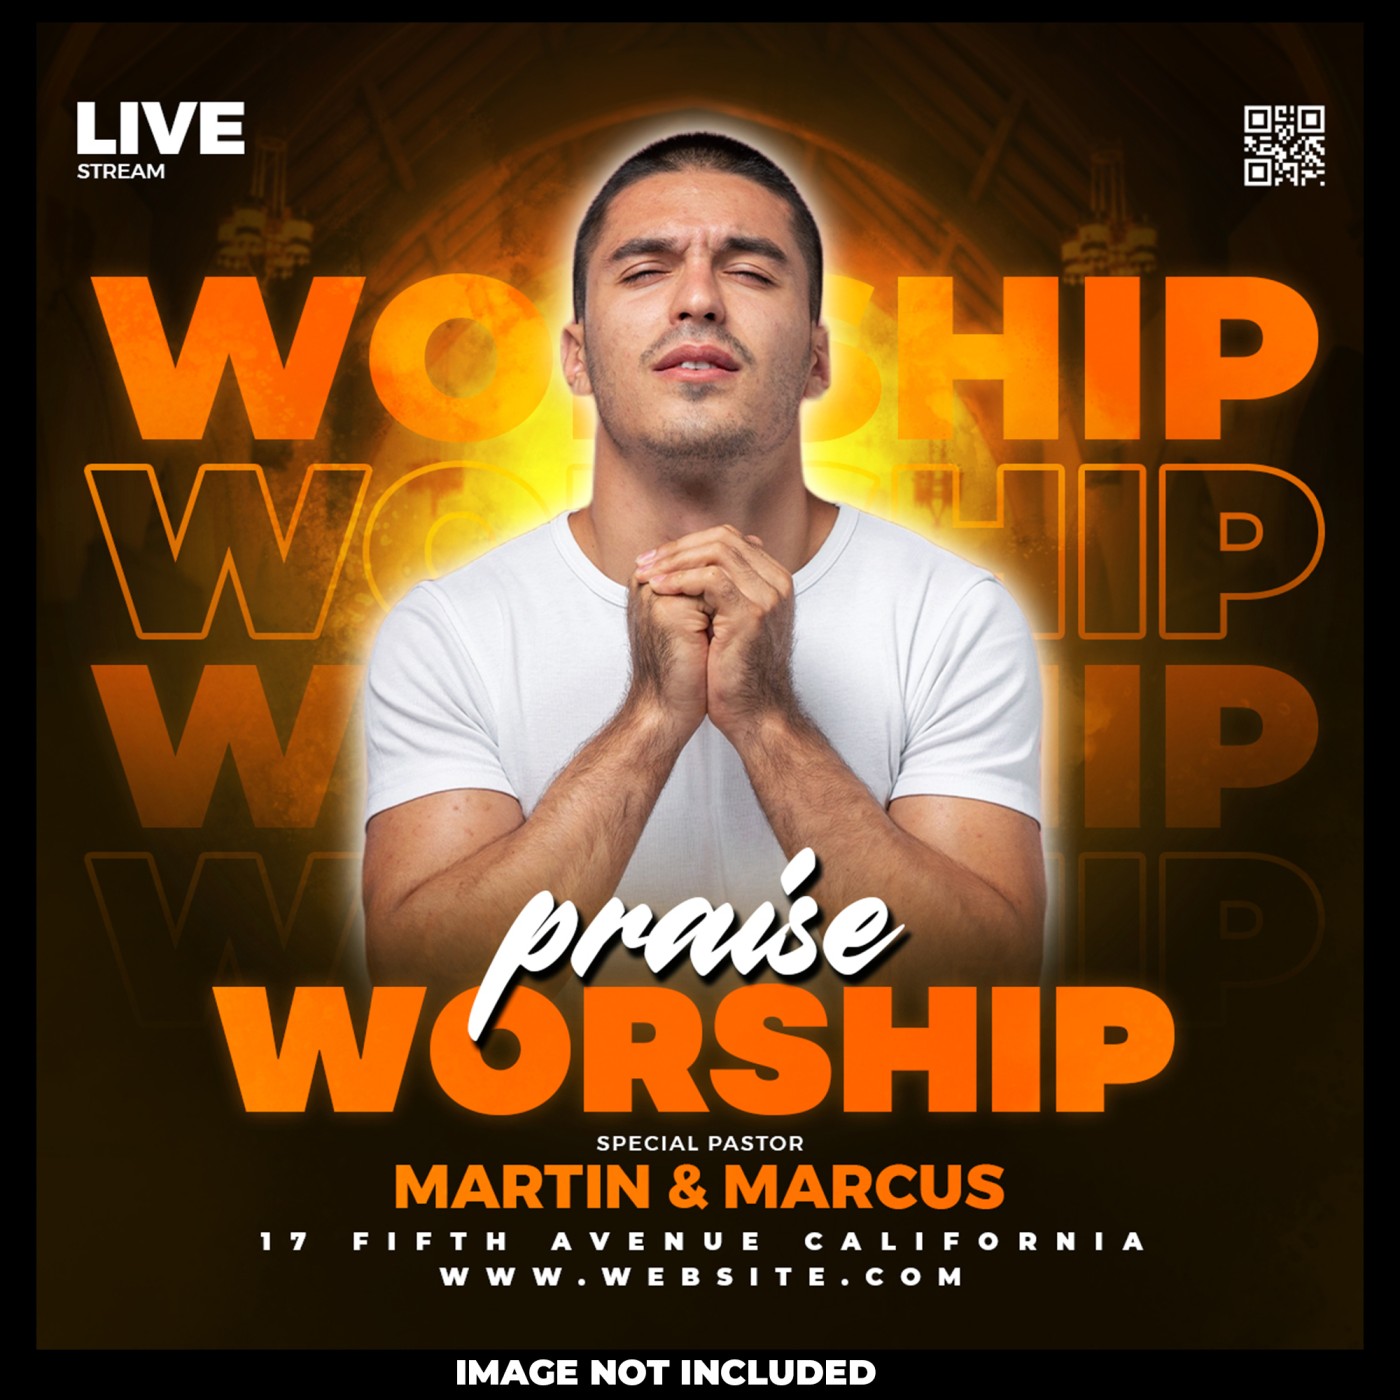 LIVE
STREAM
WORSHIP
WORSHIP
WORSHIP
WORSHIP
praise
WORSHIP
SPECIAL PASTOR
MARTIN & MARCUS
17 FIFTH AVENUE CALIFORNIA
WWW.WEBSITE.COM
IMAGE NOT INCLUDED